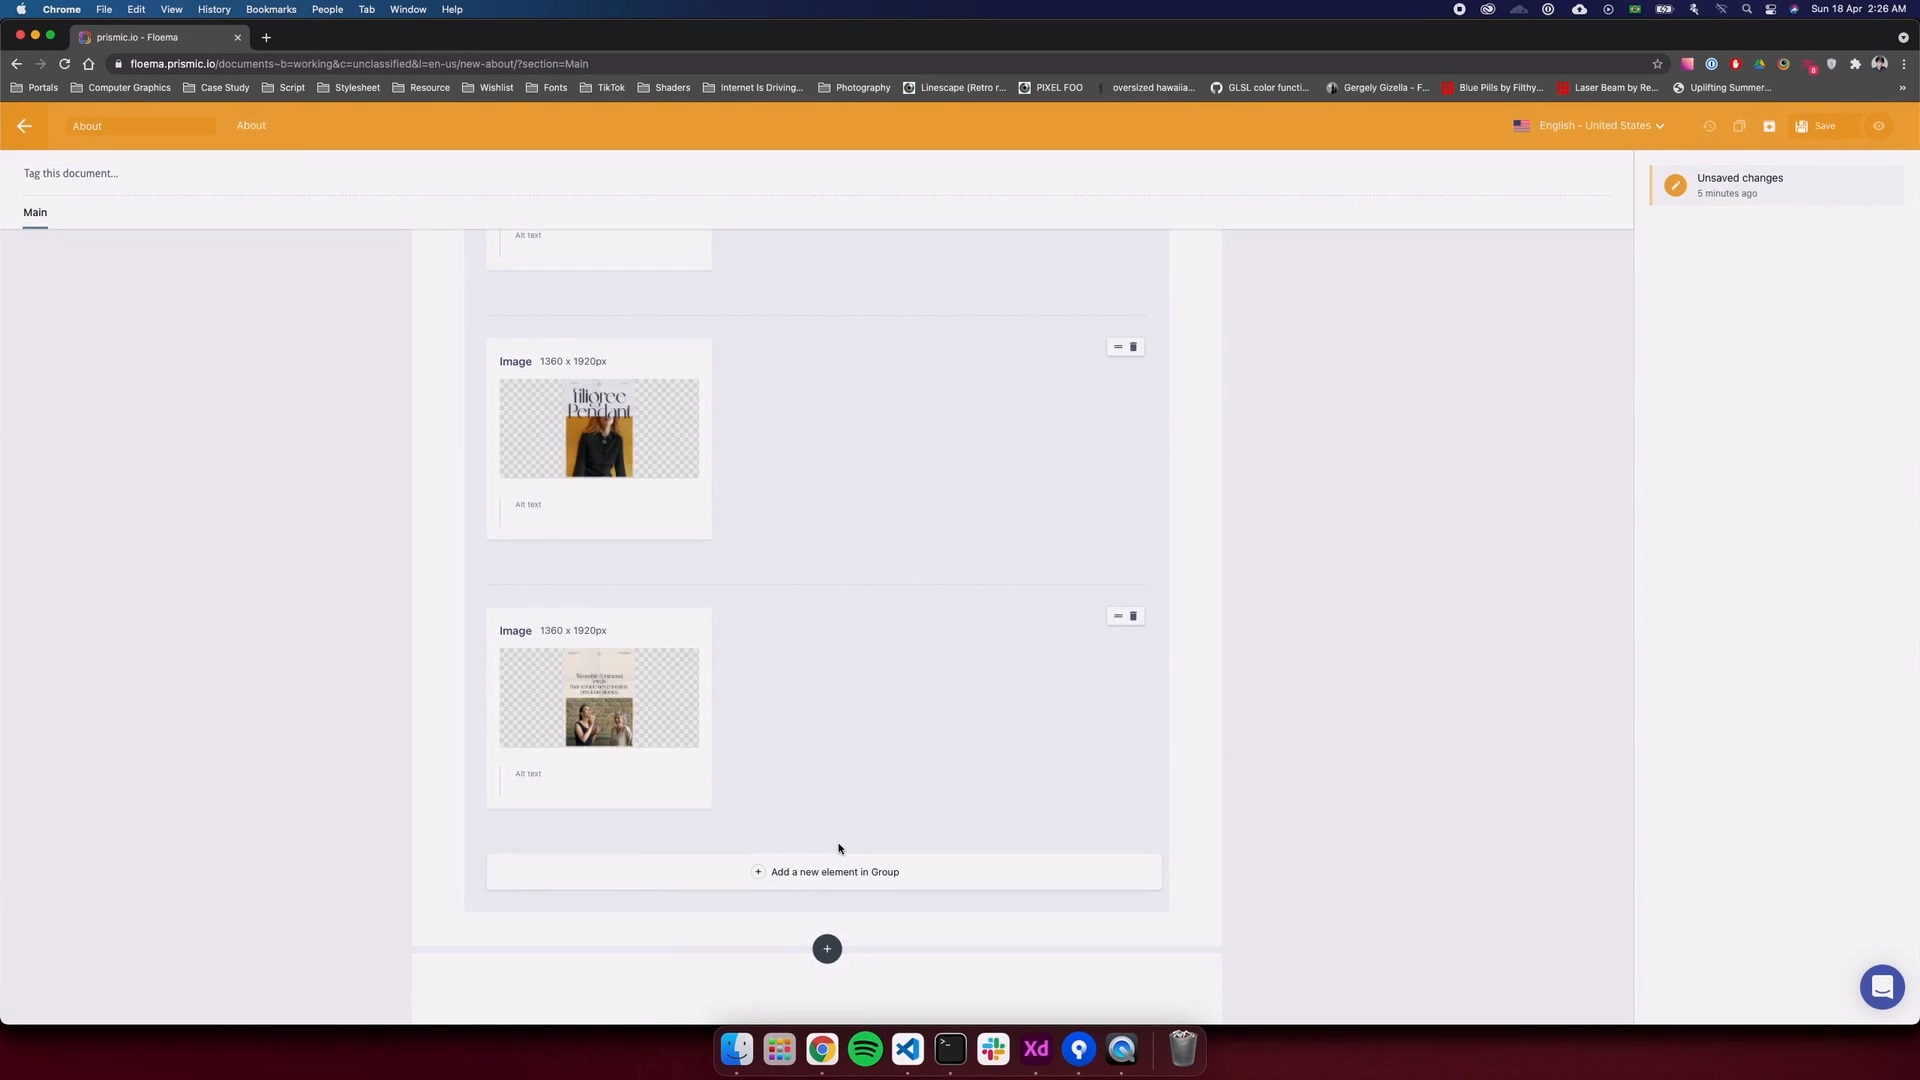 Chrome File Edit View History Bookmarks People Tab Window Help
Sun 18 Apr 2:26 AM
prismic.io - Floema
floema.prismic.io/documents~b=working&c=unclassified&l=en-us/new-about/?section=Main
8
Portals Computer Graphics Case Study Script Stylesheet Resource Wishlist Fonts TikTok Shaders Internet Is Driving... Photography Linescape (Retro r... PIXEL FOO oversized hawaiia... GLSL color functi... Gergely Gizella - F... Blue Pills by Filthy... Laser Beam by Re... Uplifting Summer... »
About
About
English - United States
Save
Tag this document...
Unsaved changes
5 minutes ago
Main
Alt text
Image 1360 x 1920px
Filigree
Pendant
Alt text
Image 1360 x 1920px
Alt text
Add a new element in Group
Xd